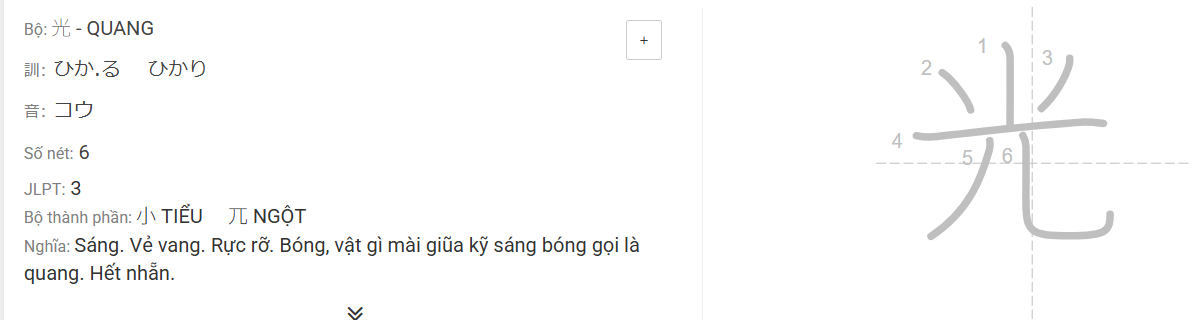 Bộ: 光 - QUANG
+
訓: ひか.る ひかり
音: コウ
Số nét: 6
JLPT: 3
Bộ thành phần: 小 TIỂU 兀 NGỘT
Nghĩa: Sáng. Vẻ vang. Rực rỡ. Bóng, vật gì mài giũa kỹ sáng bóng gọi là
quang. Hết nhẵn.
光
1
2
3
4
5
6